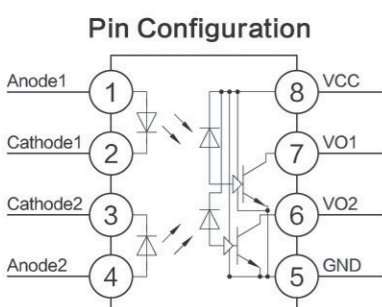 Pin Configuration
Anode1 1 8 VCC
Cathode1 2 7 VO1
Cathode2 3 6 VO2
Anode2 4 5 GND